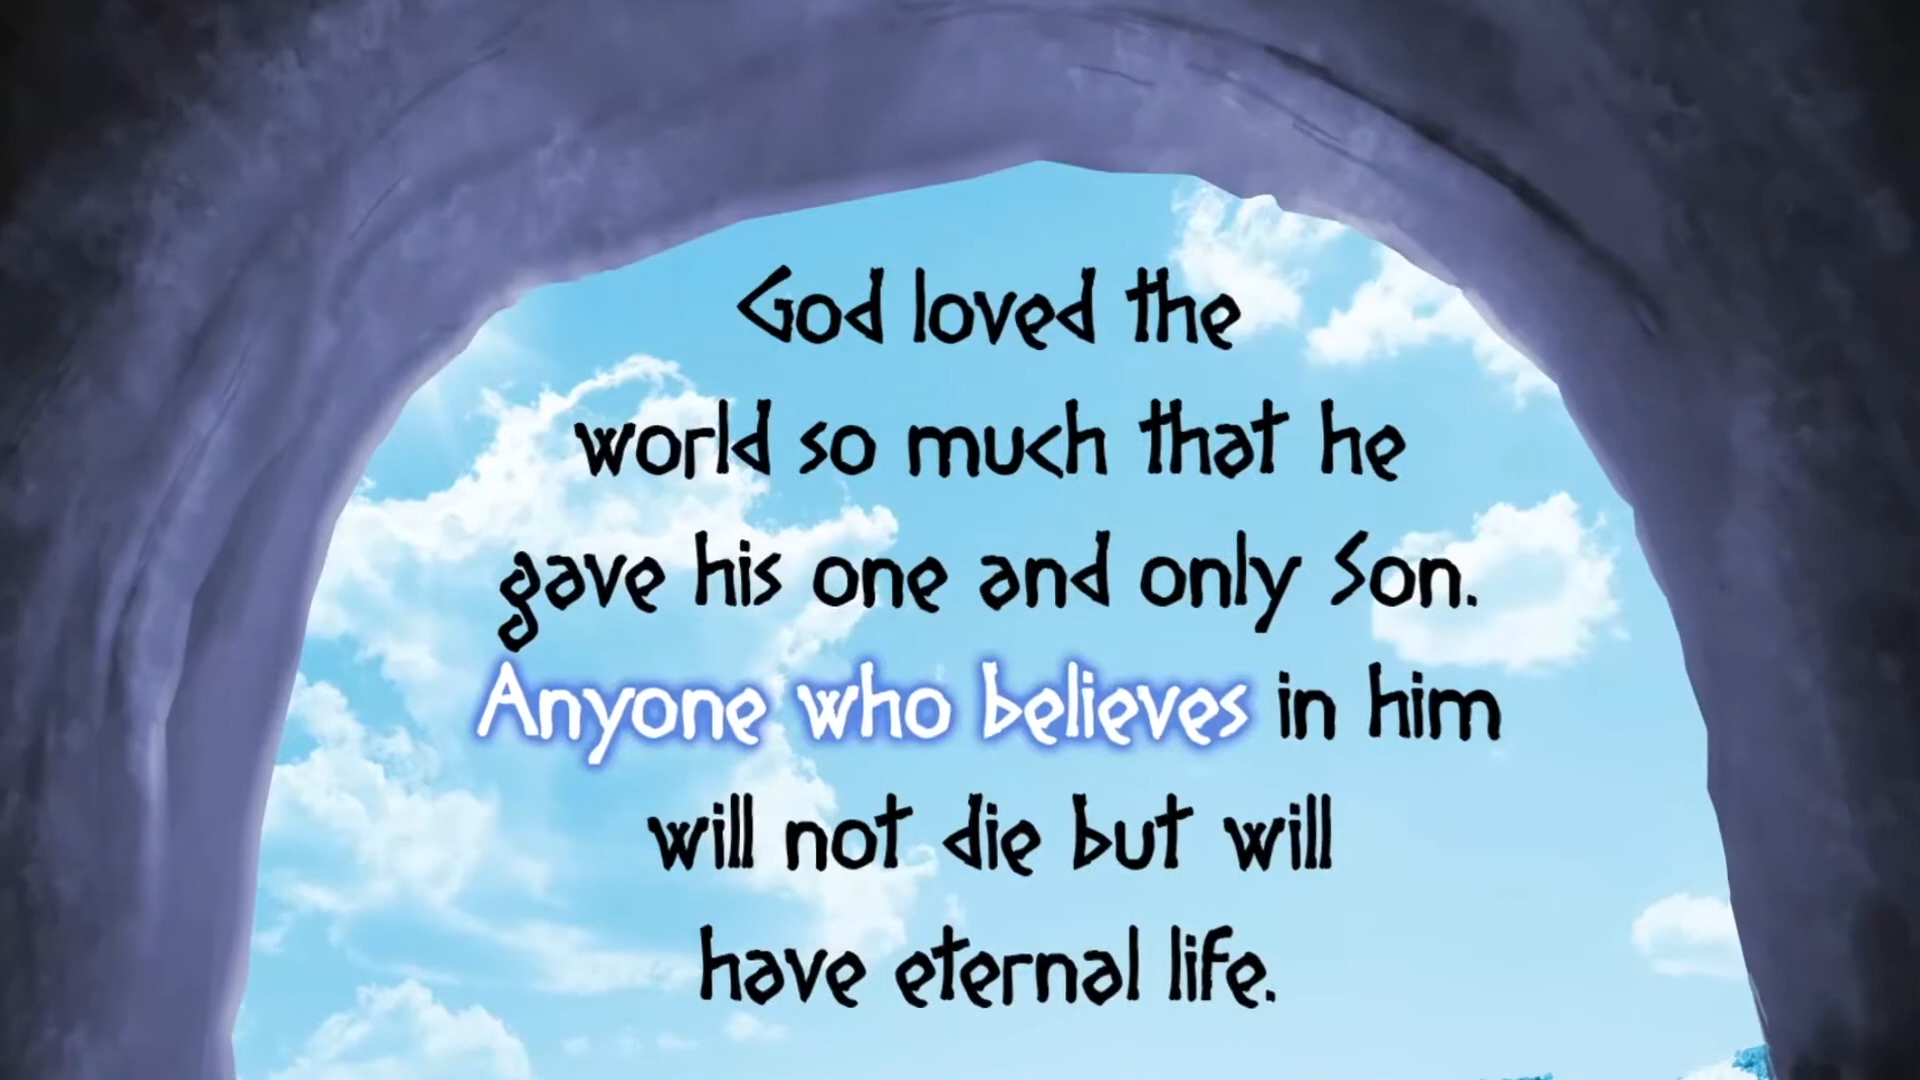 God loved the
world so much that he
gave his one and only Son.
Anyone who believes in him
will not die but will
have eternal life.